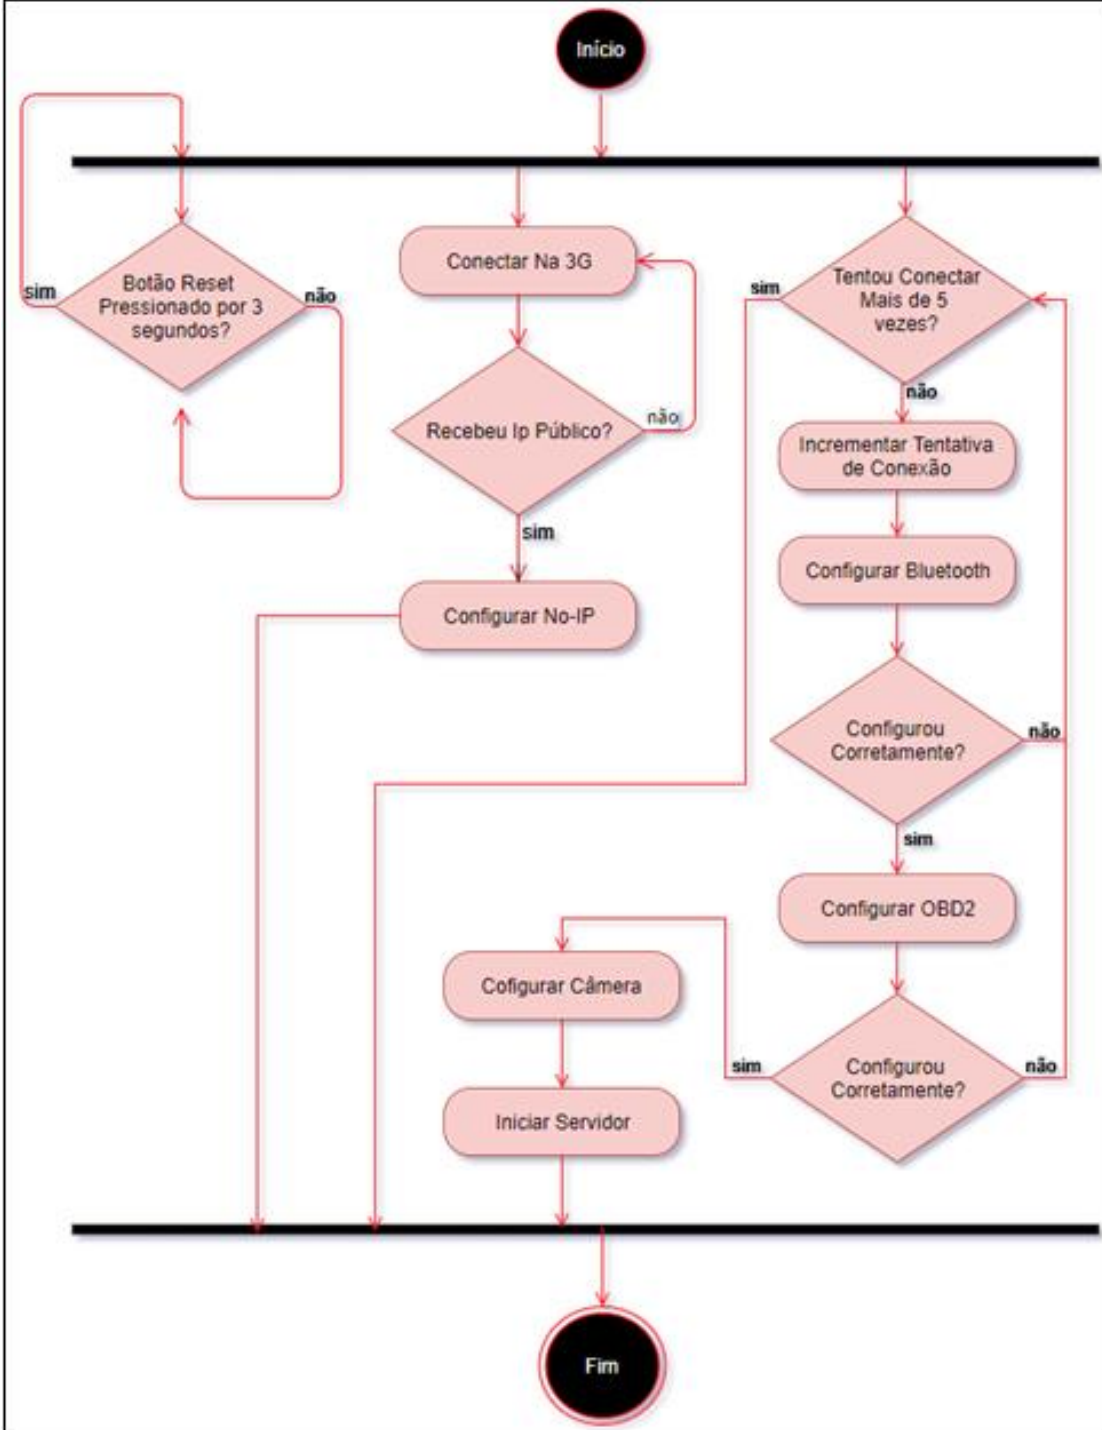 Início
Botão Reset
Pressionado por 3
segundos?
sim
não
Conectar Na 3G
Recebeu Ip Público?
não
sim
Configurar No-IP
Tentou Conectar
Mais de 5
vezes?
sim
não
Incrementar Tentativa
de Conexão
Configurar Bluetooth
Configurou
Corretamente?
não
sim
Configurar OBD2
Configurou
Corretamente?
sim
não
Cofigurar Câmera
Iniciar Servidor
Fim